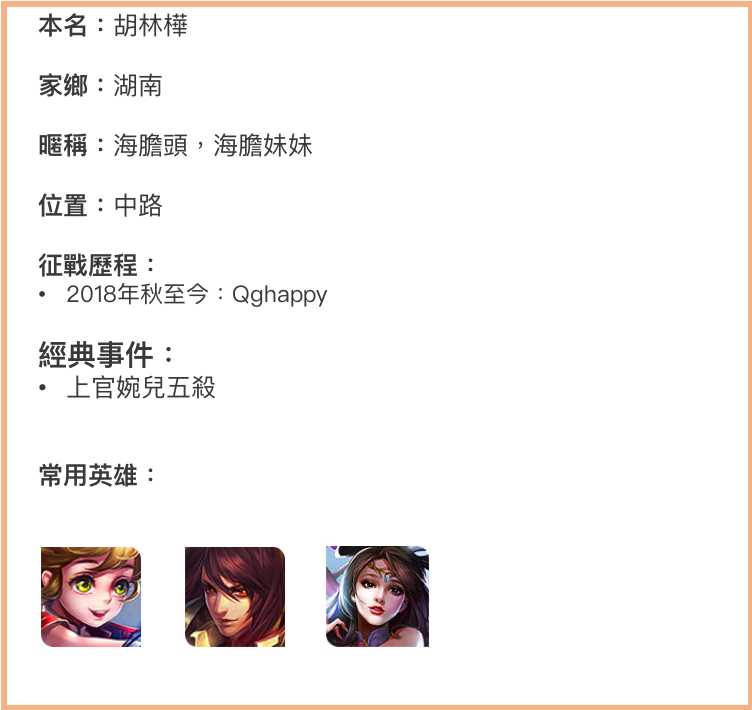 本名：胡林樺
家鄉：湖南
暱稱：海膽頭，海膽妹妹
位置：中路
征戰歷程：
• 2018年秋至今：Qghappy
經典事件：
• 上官婉兒五殺
常用英雄：